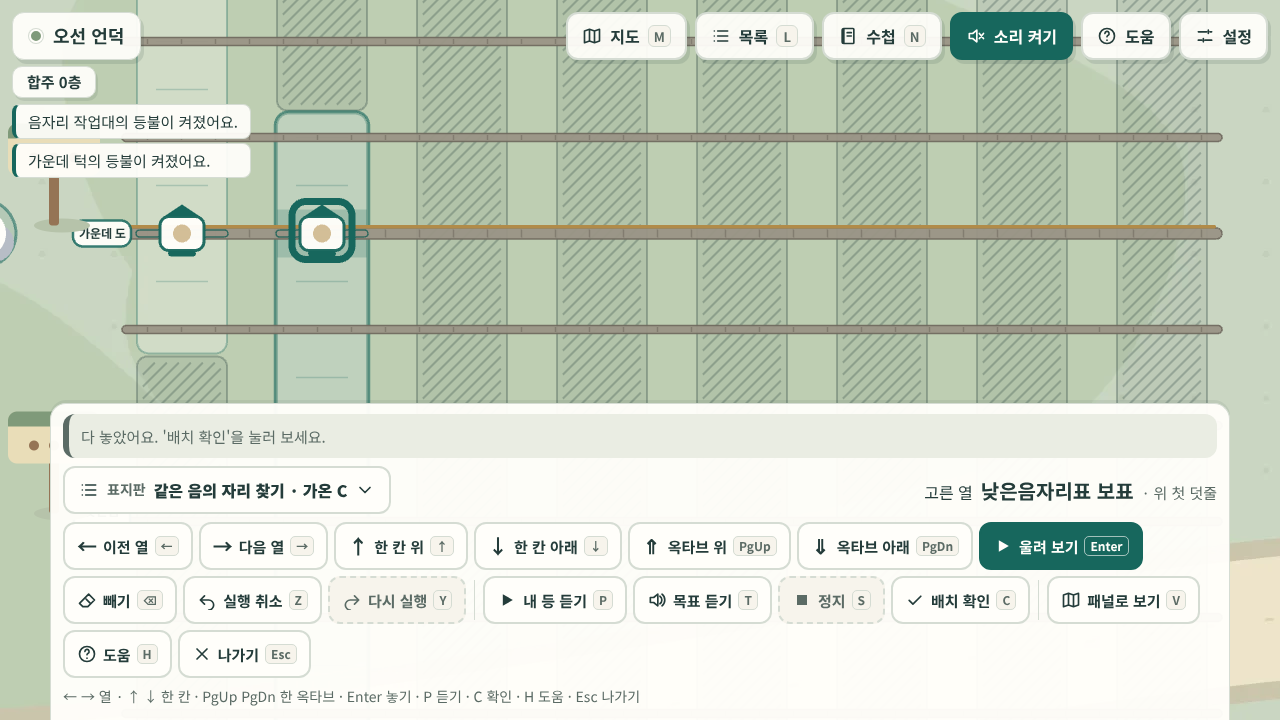 오선 언덕
지도 M
목록 L
수첩 N
소리 켜기
도움
설정
합주 0층
음자리 작업대의 등불이 켜졌어요.
가운데 턱의 등불이 켜졌어요.
가운데 도
다 놓았어요. '배치 확인'을 눌러 보세요.
표지판 같은 음의 자리 찾기 · 가온 C
고른 열 낮은음자리표 보표 · 위 첫 덧줄
← 이전 열 ←
→ 다음 열 →
↑ 한 칸 위 ↑
↓ 한 칸 아래 ↓
⇑ 옥타브 위 PgUp
⇓ 옥타브 아래 PgDn
울려 보기 Enter
빼기 ⌫
실행 취소 Z
다시 실행 Y
내 등 듣기 P
목표 듣기 T
정지 S
배치 확인 C
패널로 보기 V
도움 H
나가기 Esc
← → 열 · ↑ ↓ 한 칸 · PgUp PgDn 한 옥타브 · Enter 놓기 · P 듣기 · C 확인 · H 도움 · Esc 나가기